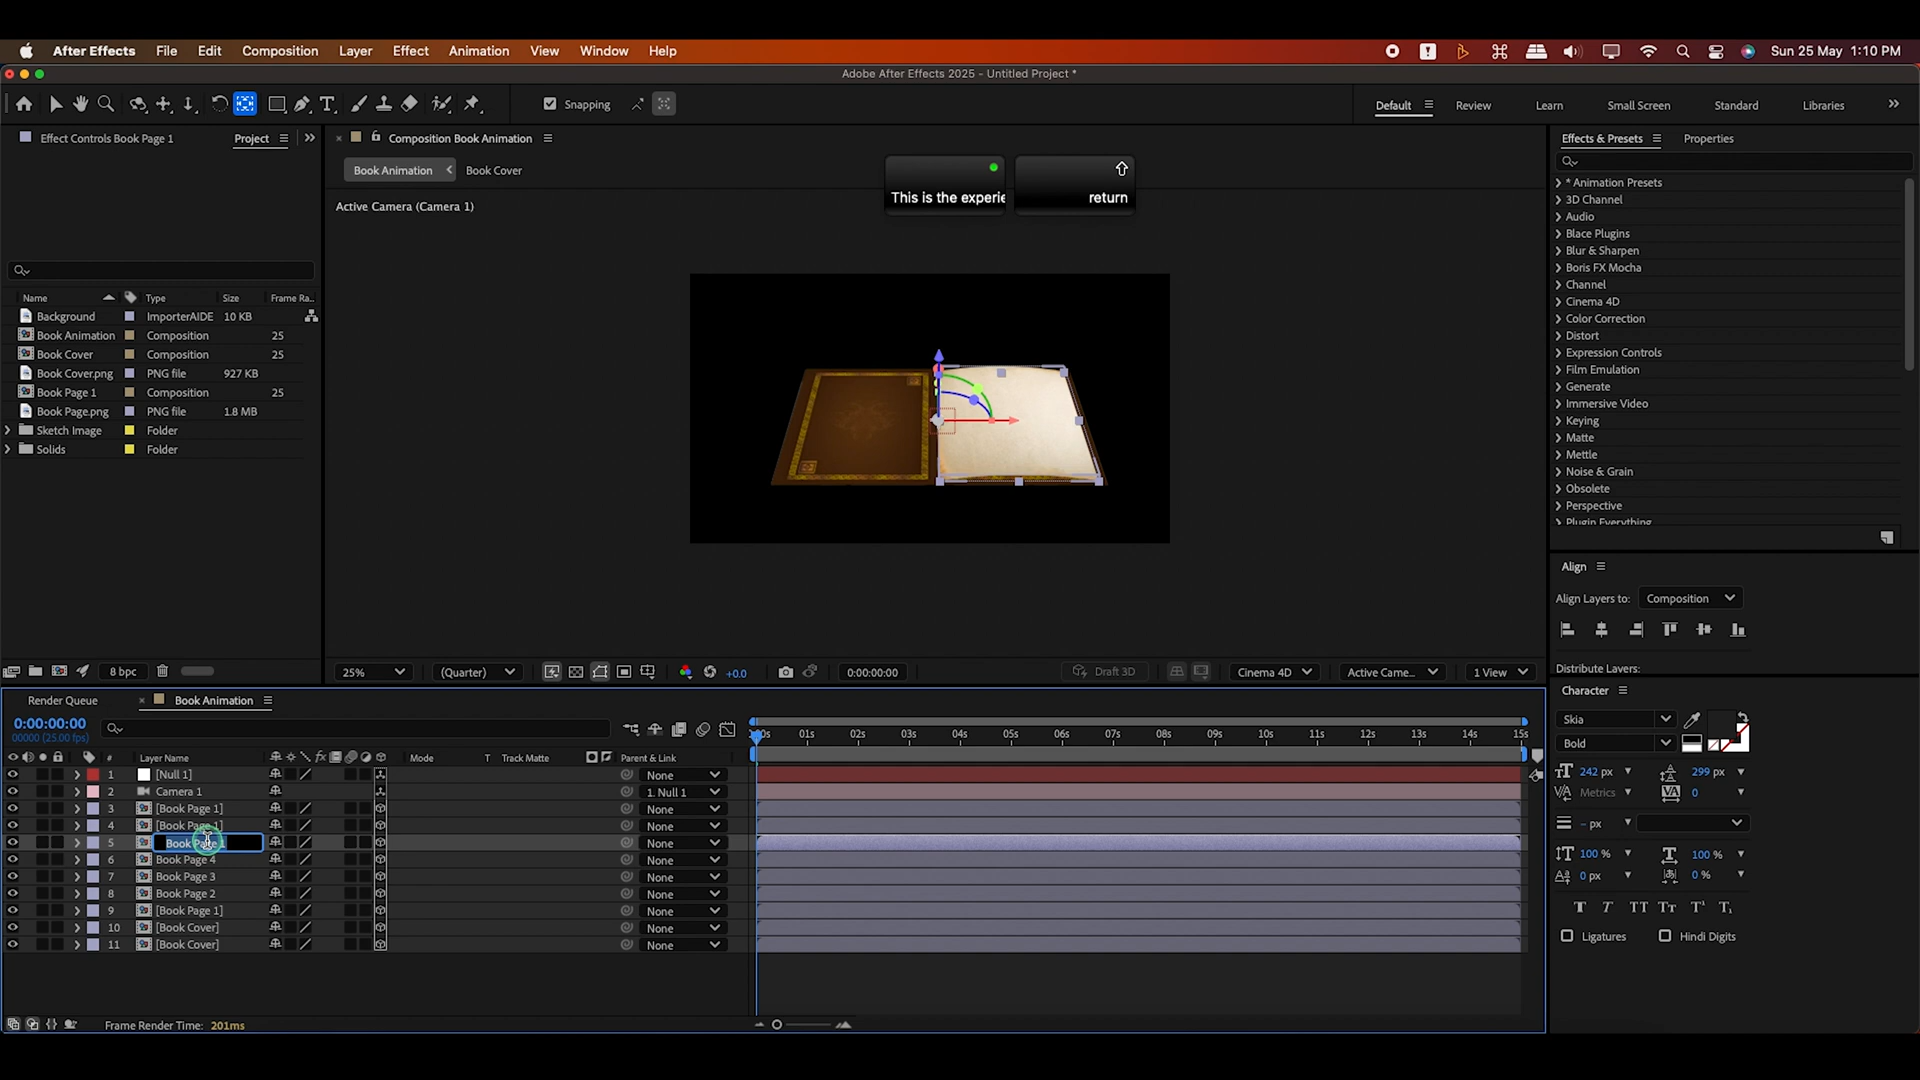 After Effects File Edit Composition Layer Effect Animation View Window Help Sun 25 May 1:10 PM
Adobe After Effects 2025 - Untitled Project *
Snapping Default Review Learn Small Screen Standard Libraries
Effect Controls Book Page 1 Project Composition Book Animation Effects & Presets Properties
Book Animation Book Cover
This is the experie return
Active Camera (Camera 1)
* Animation Presets
3D Channel
Audio
Blace Plugins
Blur & Sharpen
Boris FX Mocha
Channel
Cinema 4D
Color Correction
Distort
Expression Controls
Film Emulation
Generate
Immersive Video
Keying
Matte
Mettle
Noise & Grain
Obsolete
Perspective
Plugin Everything
Name Type Size Frame Ra..
Background ImporterAIDE 10 KB
Book Animation Composition 25
Book Cover Composition 25
Book Cover.png PNG file 927 KB
Book Page 1 Composition 25
Book Page.png PNG file 1.8 MB
Sketch Image Folder
Solids Folder
Align
Align Layers to: Composition
Distribute Layers:
8 bpc 25% (Quarter) +0.0 0:00:00:00 Draft 3D Cinema 4D Active Came... 1 View
Render Queue Book Animation
0:00:00:00
00000 (25.00 fps)
:00s 01s 02s 03s 04s 05s 06s 07s 08s 09s 10s 11s 12s 13s 14s 15s
# Layer Name fx Mode T Track Matte Parent & Link
1 [Null 1] None
2 Camera 1 1. Null 1
3 [Book Page 1] None
4 [Book Page 1] None
5 Book Page 1 None
6 Book Page 4 None
7 Book Page 3 None
8 Book Page 2 None
9 [Book Page 1] None
10 [Book Cover] None
11 [Book Cover] None
Frame Render Time: 201ms
Character
Skia
Bold
242 px 299 px
Metrics 0
- px
100 % 100 %
0 px 0 %
T T TT Tr T¹ T₁
Ligatures Hindi Digits